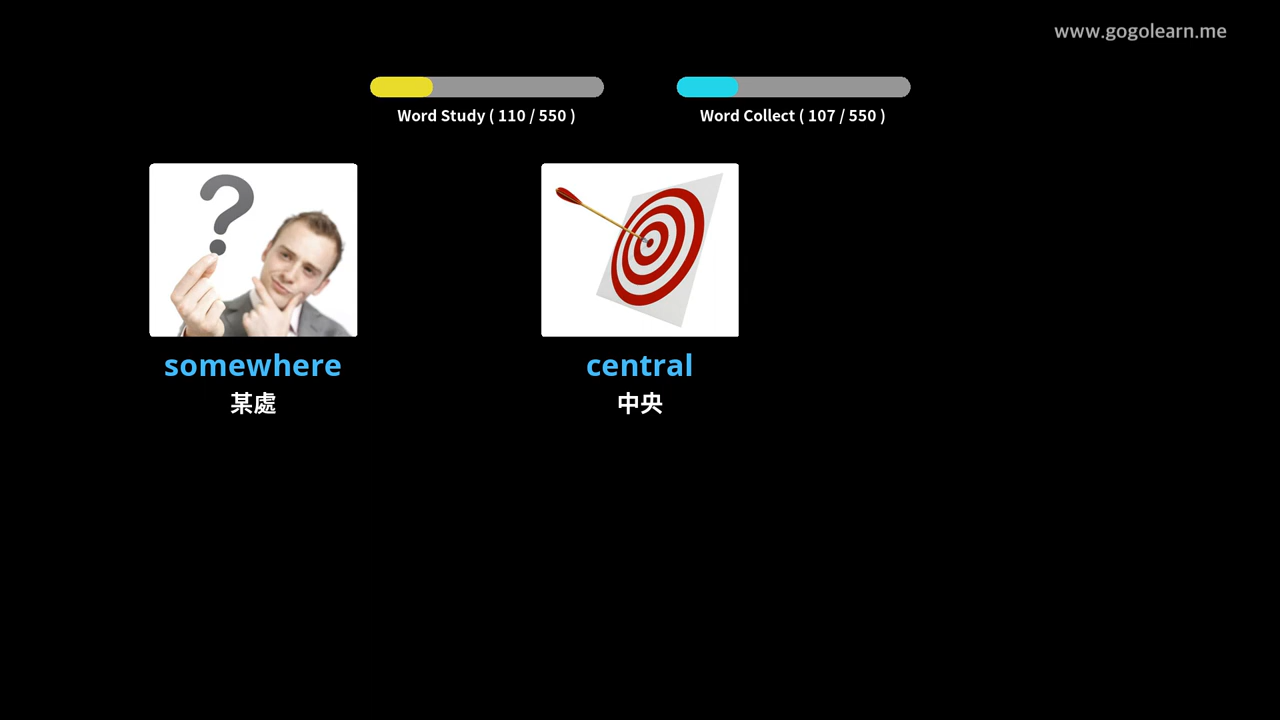 www.gogolearn.me
Word Study ( 110 / 550 )
Word Collect ( 107 / 550 )
somewhere
某處
central
中央